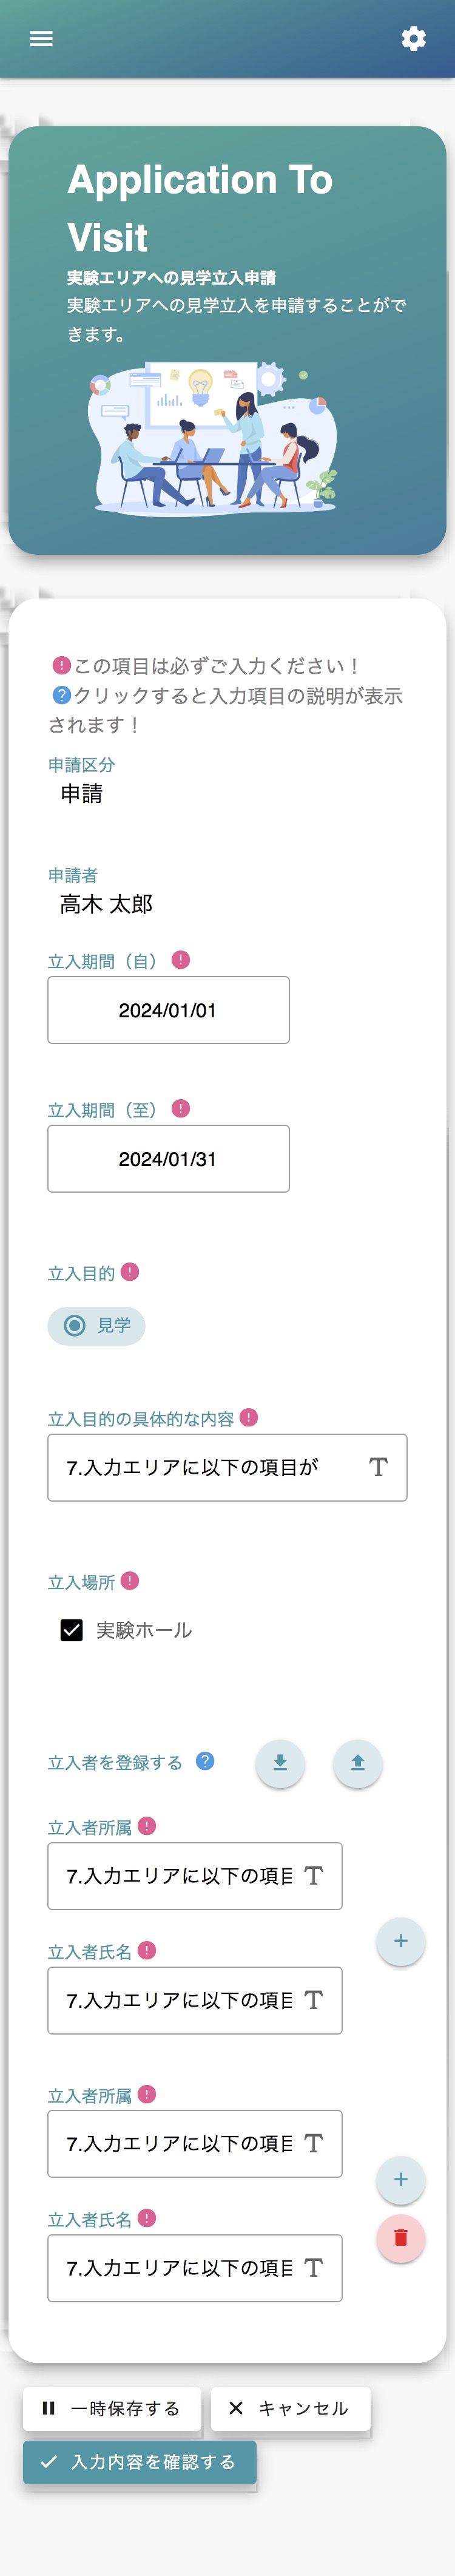 Application To
Visit
実験エリアへの見学立入申請
実験エリアへの見学立入を申請することがで
きます。
この項目は必ずご入力ください！
クリックすると入力項目の説明が表示
されます！
申請区分
申請
申請者
高木 太郎
立入期間（自）
2024/01/01
立入期間（至）
2024/01/31
立入目的
見学
立入目的の具体的な内容
7.入力エリアに以下の項目が
立入場所
実験ホール
立入者を登録する
立入者所属
7.入力エリアに以下の項目
立入者氏名
7.入力エリアに以下の項目
立入者所属
7.入力エリアに以下の項目
立入者氏名
7.入力エリアに以下の項目
一時保存する
キャンセル
入力内容を確認する